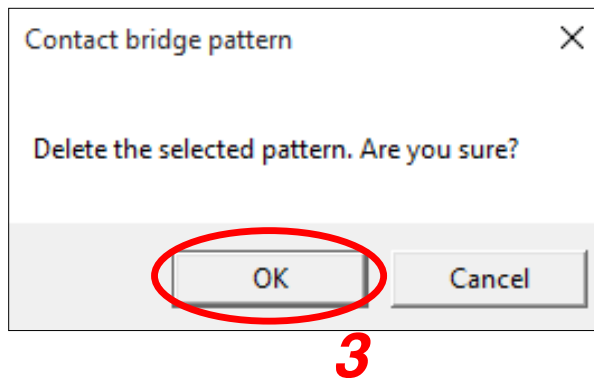 Contact bridge pattern
Delete the selected pattern. Are you sure?
OK
Cancel
3